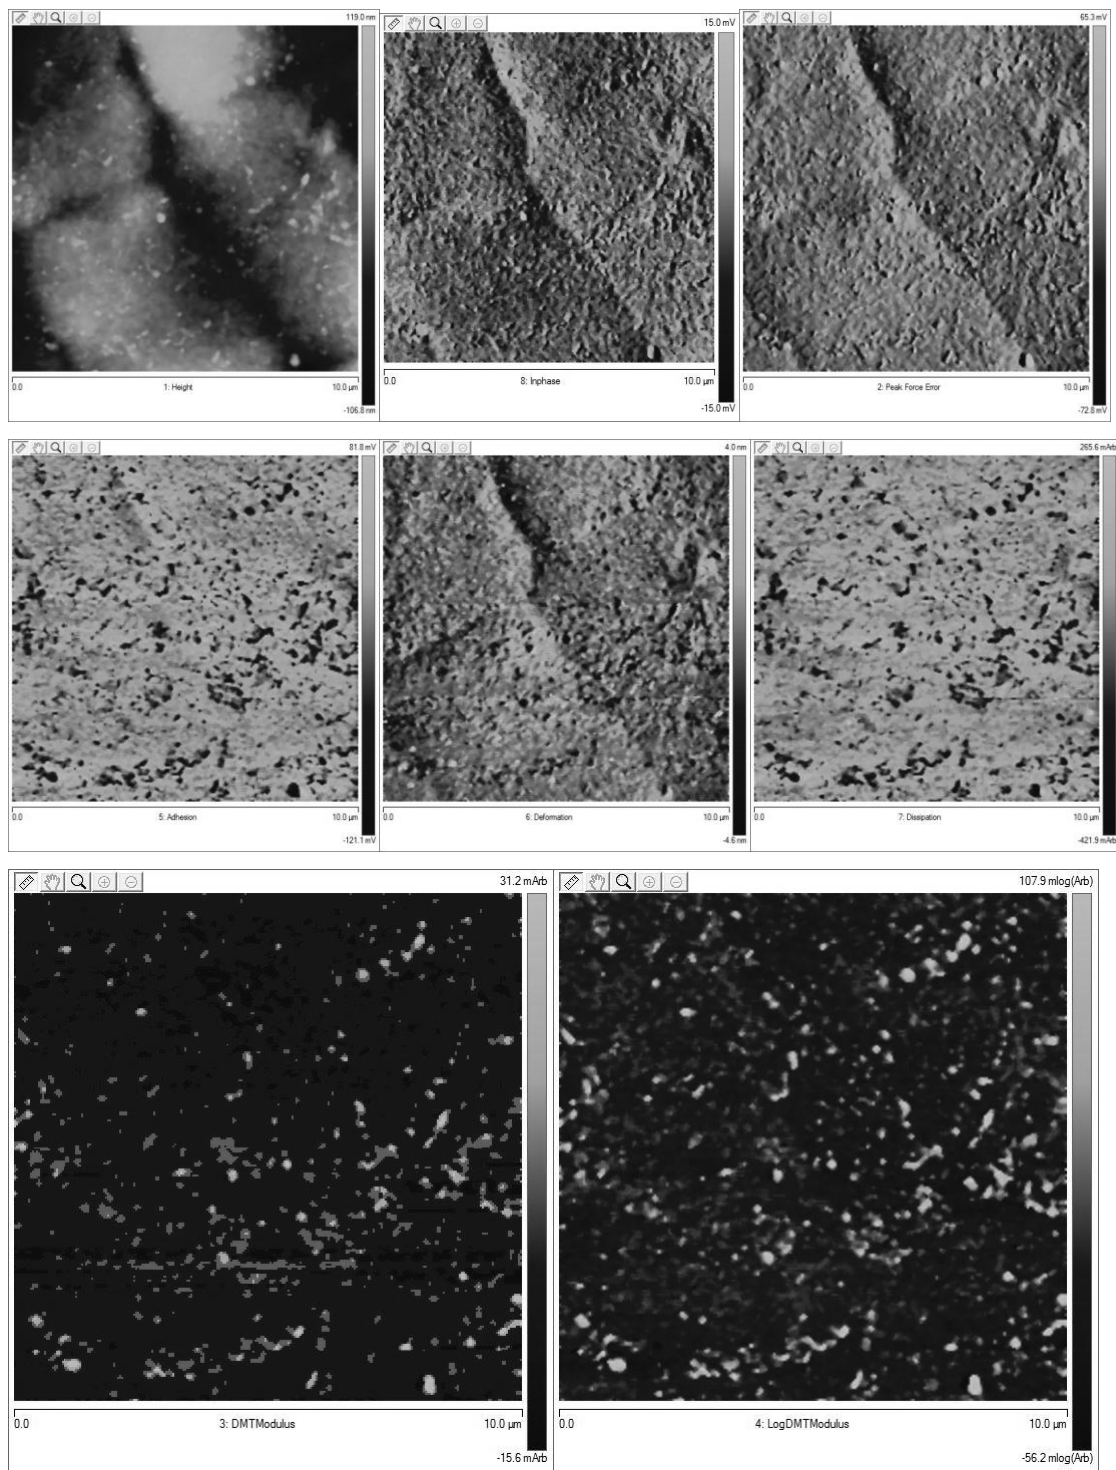 119.0 nm
0.0 1: Height 10.0 µm
-106.8 nm
15.0 mV
0.0 8: Inphase 10.0 µm
-15.0 mV
65.3 mV
0.0 2: Peak Force Error 10.0 µm
-72.8 mV
81.8 mV
0.0 5: Adhesion 10.0 µm
-121.1 mV
4.0 nm
0.0 6: Deformation 10.0 µm
-4.6 nm
265.6 mArb
0.0 7: Dissipation 10.0 µm
-421.9 mArb
31.2 mArb
0.0 3: DMTModulus 10.0 µm
-15.6 mArb
107.9 mlog(Arb)
0.0 4: LogDMTModulus 10.0 µm
-56.2 mlog(Arb)